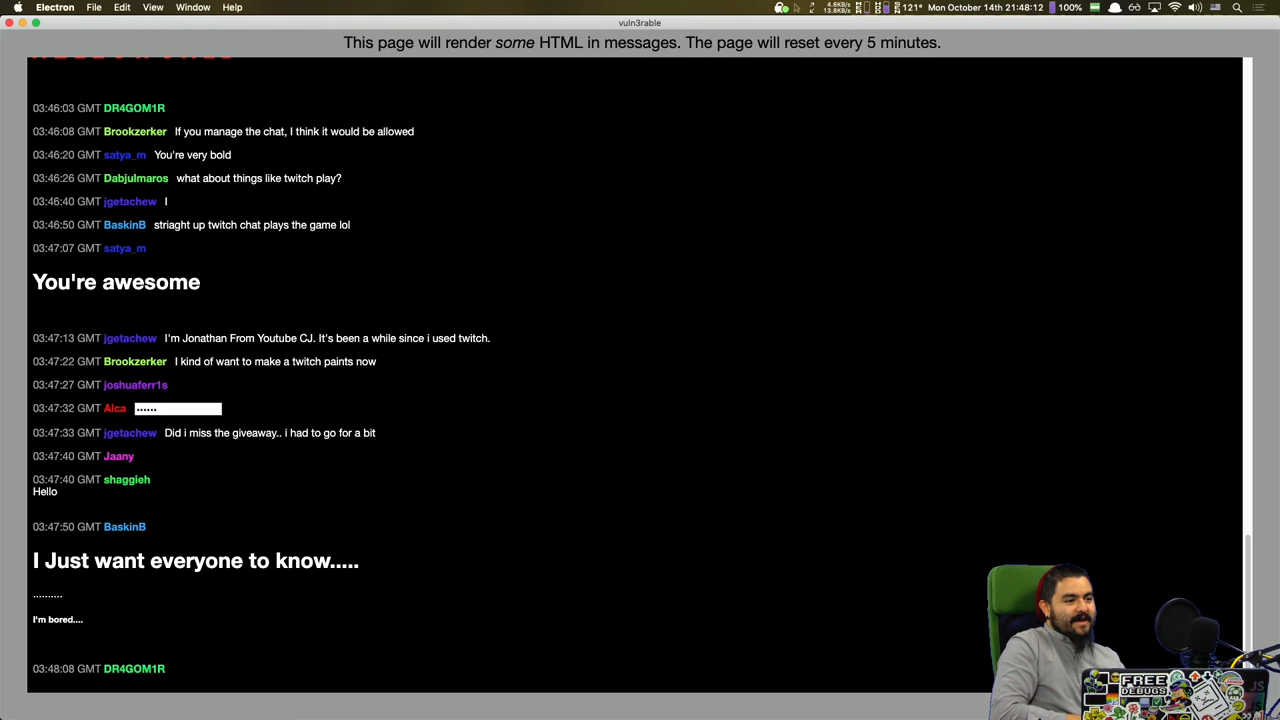 Electron File Edit View Window Help 4.6KB/s 13.8KB/s 121° Mon October 14th 21:48:12 100%
vuln3rable
This page will render some HTML in messages. The page will reset every 5 minutes.
03:46:03 GMT DR4GOM1R
03:46:08 GMT Brookzerker If you manage the chat, I think it would be allowed
03:46:20 GMT satya_m You're very bold
03:46:26 GMT Dabjulmaros what about things like twitch play?
03:46:40 GMT jgetachew I
03:46:50 GMT BaskinB striaght up twitch chat plays the game lol
03:47:07 GMT satya_m
You're awesome
03:47:13 GMT jgetachew I'm Jonathan From Youtube CJ. It's been a while since i used twitch.
03:47:22 GMT Brookzerker I kind of want to make a twitch paints now
03:47:27 GMT joshuaferr1s
03:47:32 GMT Alca ••••••
03:47:33 GMT jgetachew Did i miss the giveaway.. i had to go for a bit
03:47:40 GMT Jaany
03:47:40 GMT shaggieh
Hello
03:47:50 GMT BaskinB
I Just want everyone to know.....
..........
I'm bored....
03:48:08 GMT DR4GOM1R
FREE
DEBUGS
JS